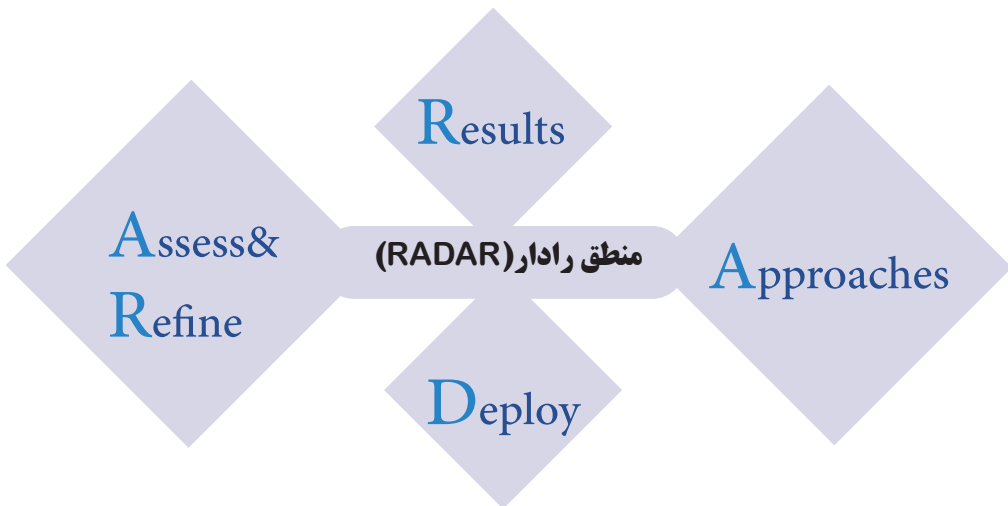 Results
Assess&
Refine
منطق رادار(RADAR)
Approaches
Deploy